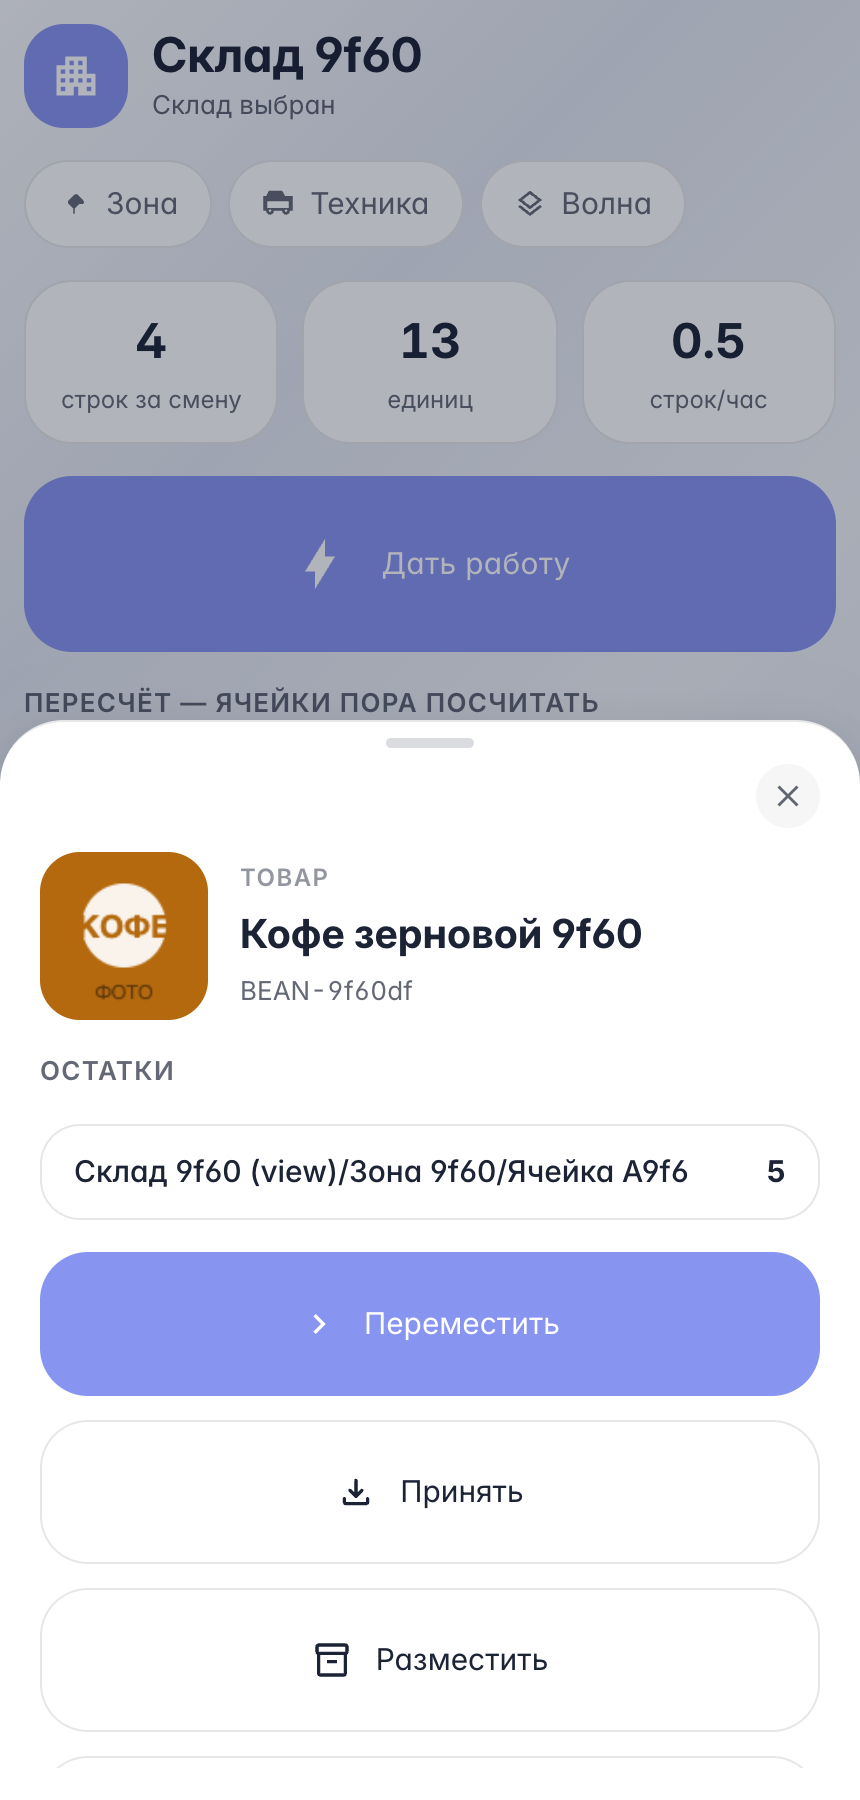 Склад 9f60
Склад выбран
Зона
Техника
Волна
4
строк за смену
13
единиц
0.5
строк/час
Дать работу
ПЕРЕСЧЁТ — ЯЧЕЙКИ ПОРА ПОСЧИТАТЬ
КОФЕ
ФОТО
ТОВАР
Кофе зерновой 9f60
BEAN-9f60df
ОСТАТКИ
Склад 9f60 (view)/Зона 9f60/Ячейка A9f6 5
Переместить
Принять
Разместить